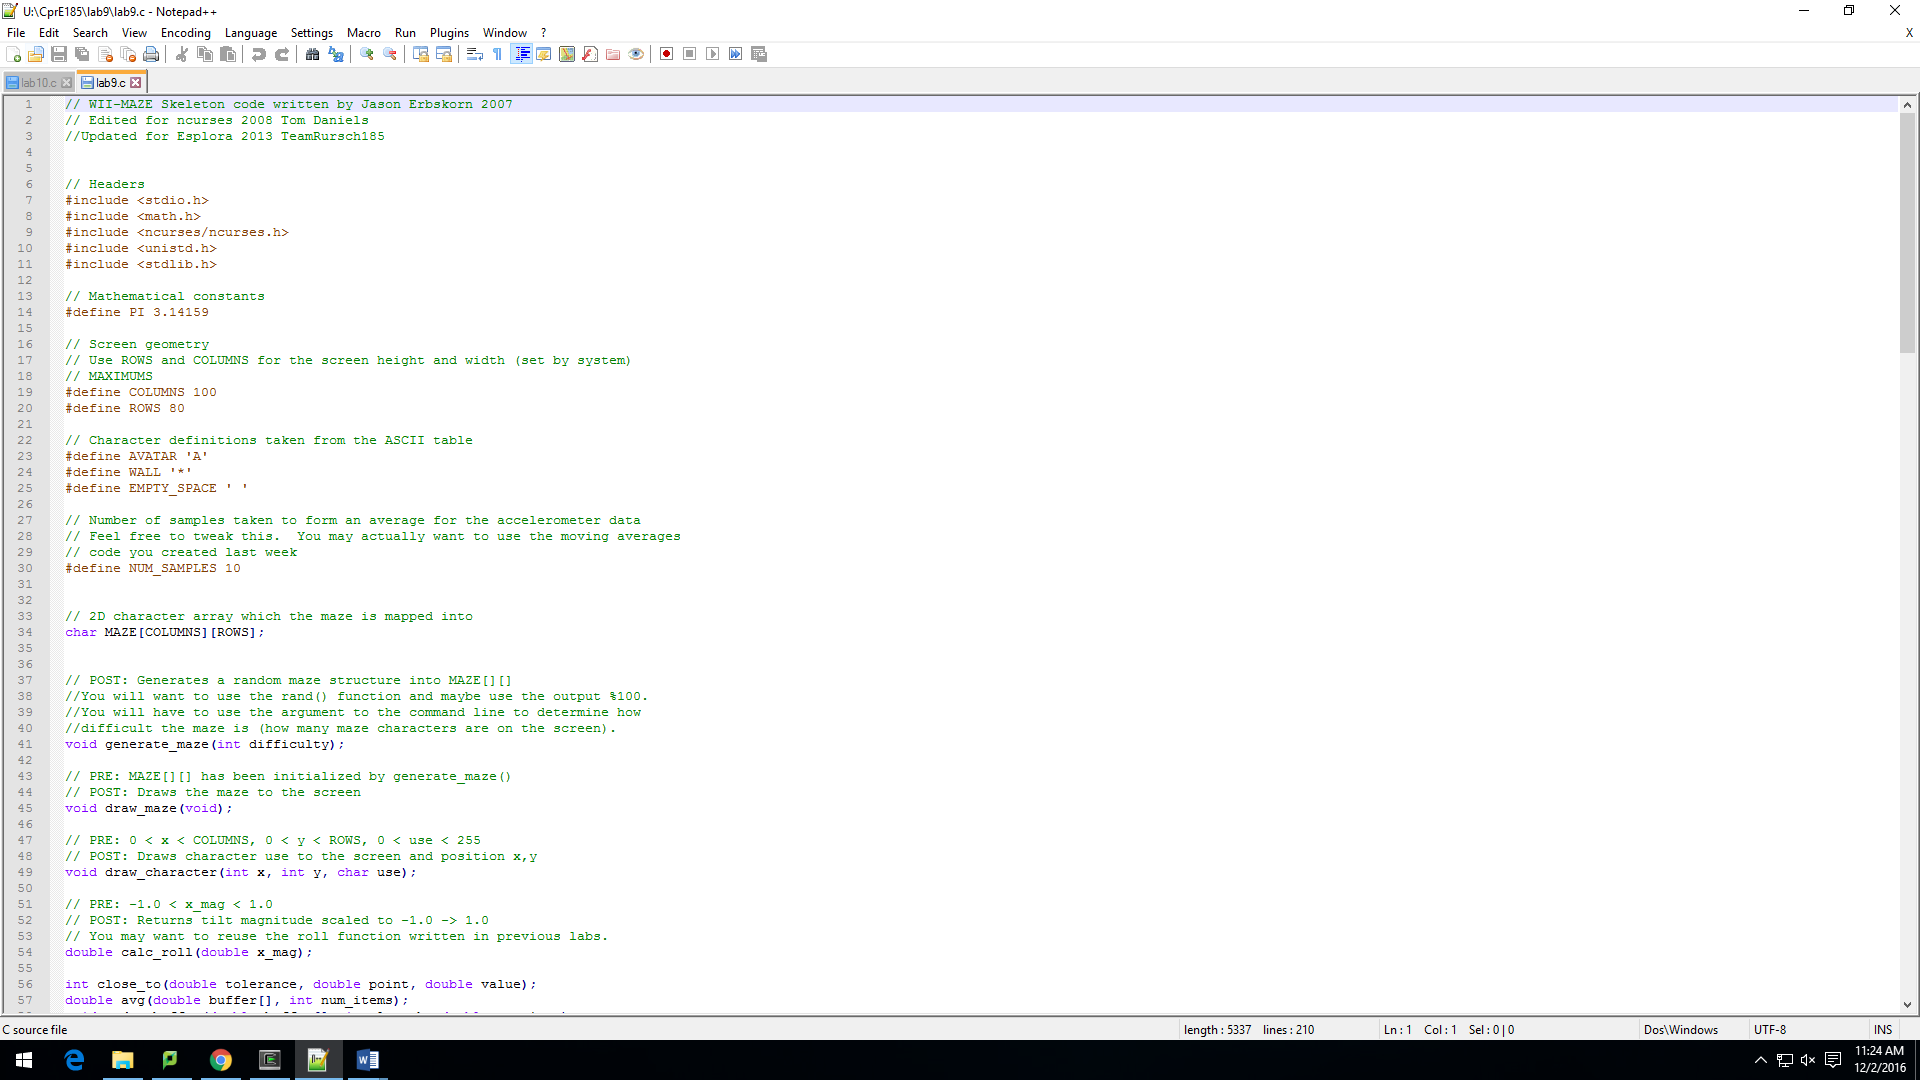 U:\CprE185\lab9\lab9.c - Notepad++
File Edit Search View Encoding Language Settings Macro Run Plugins Window ? X
lab10.c lab9.c
1 // WII-MAZE Skeleton code written by Jason Erbskorn 2007
2 // Edited for ncurses 2008 Tom Daniels
3 //Updated for Esplora 2013 TeamRursch185
4
5
6 // Headers
7 #include <stdio.h>
8 #include <math.h>
9 #include <ncurses/ncurses.h>
10 #include <unistd.h>
11 #include <stdlib.h>
12
13 // Mathematical constants
14 #define PI 3.14159
15
16 // Screen geometry
17 // Use ROWS and COLUMNS for the screen height and width (set by system)
18 // MAXIMUMS
19 #define COLUMNS 100
20 #define ROWS 80
21
22 // Character definitions taken from the ASCII table
23 #define AVATAR 'A'
24 #define WALL '*'
25 #define EMPTY_SPACE ' '
26
27 // Number of samples taken to form an average for the accelerometer data
28 // Feel free to tweak this.  You may actually want to use the moving averages
29 // code you created last week
30 #define NUM_SAMPLES 10
31
32
33 // 2D character array which the maze is mapped into
34 char MAZE[COLUMNS][ROWS];
35
36
37 // POST: Generates a random maze structure into MAZE[][]
38 //You will want to use the rand() function and maybe use the output %100.
39 //You will have to use the argument to the command line to determine how
40 //difficult the maze is (how many maze characters are on the screen).
41 void generate_maze(int difficulty);
42
43 // PRE: MAZE[][] has been initialized by generate_maze()
44 // POST: Draws the maze to the screen
45 void draw_maze(void);
46
47 // PRE: 0 < x < COLUMNS, 0 < y < ROWS, 0 < use < 255
48 // POST: Draws character use to the screen and position x,y
49 void draw_character(int x, int y, char use);
50
51 // PRE: -1.0 < x_mag < 1.0
52 // POST: Returns tilt magnitude scaled to -1.0 -> 1.0
53 // You may want to reuse the roll function written in previous labs.
54 double calc_roll(double x_mag);
55
56 int close_to(double tolerance, double point, double value);
57 double avg(double buffer[], int num_items);
C source file length : 5337 lines : 210 Ln : 1 Col : 1 Sel : 0 | 0 Dos\Windows UTF-8 INS
11:24 AM
12/2/2016